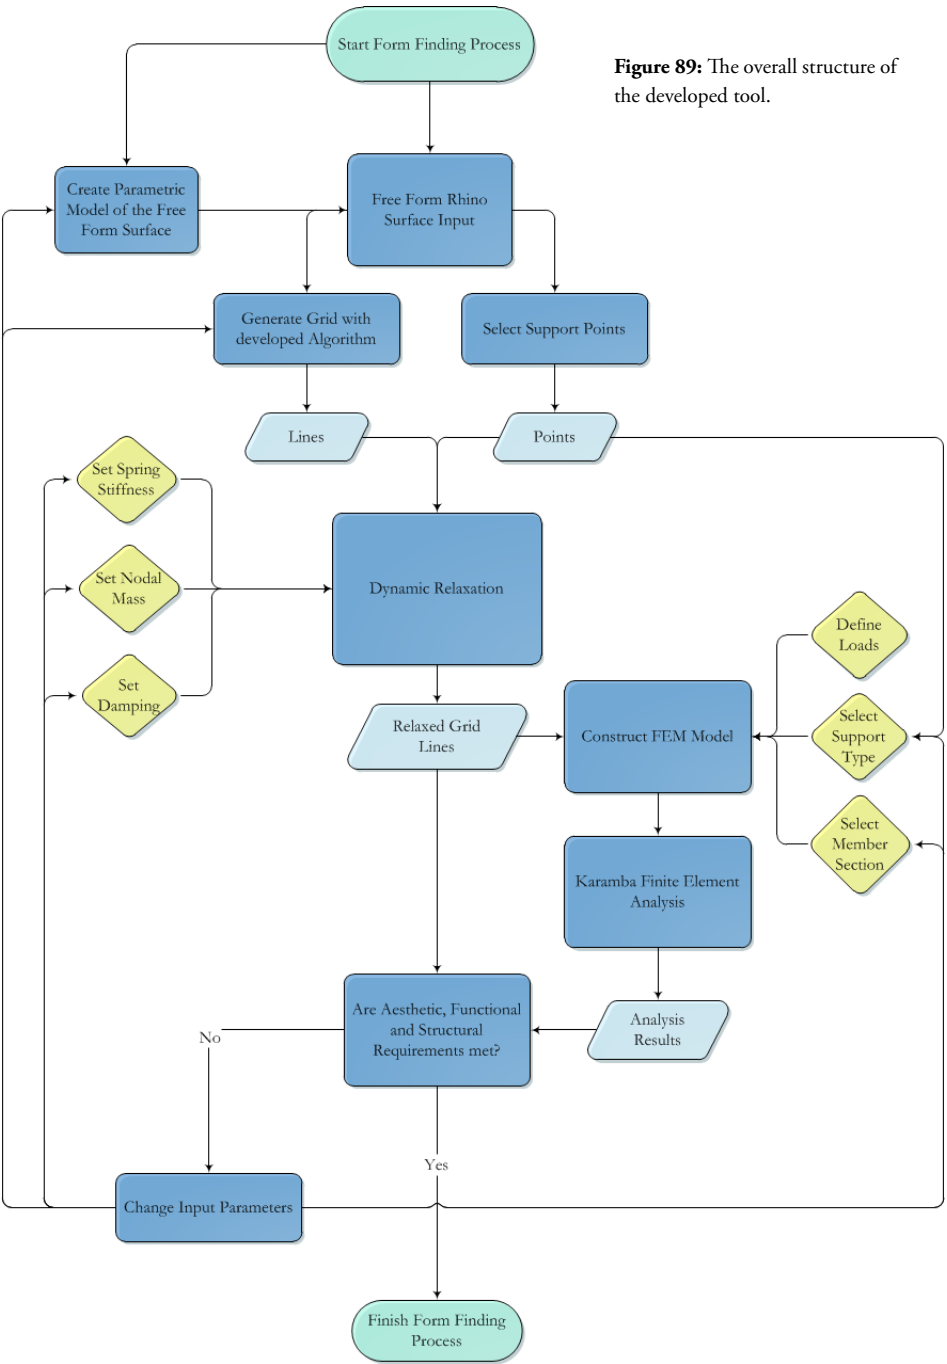 Start Form Finding Process
Figure 89: The overall structure of
the developed tool.
Create Parametric
Model of the Free
Form Surface
Free Form Rhino
Surface Input
Generate Grid with
developed Algorithm
Select Support Points
Lines
Points
Set Spring
Stiffness
Set Nodal
Mass
Dynamic Relaxation
Define
Loads
Set
Damping
Relaxed Grid
Lines
Construct FEM Model
Select
Support
Type
Select
Member
Section
Karamba Finite Element
Analysis
Are Aesthetic, Functional
and Structural
Requirements met?
Analysis
Results
No
Yes
Change Input Parameters
Finish Form Finding
Process